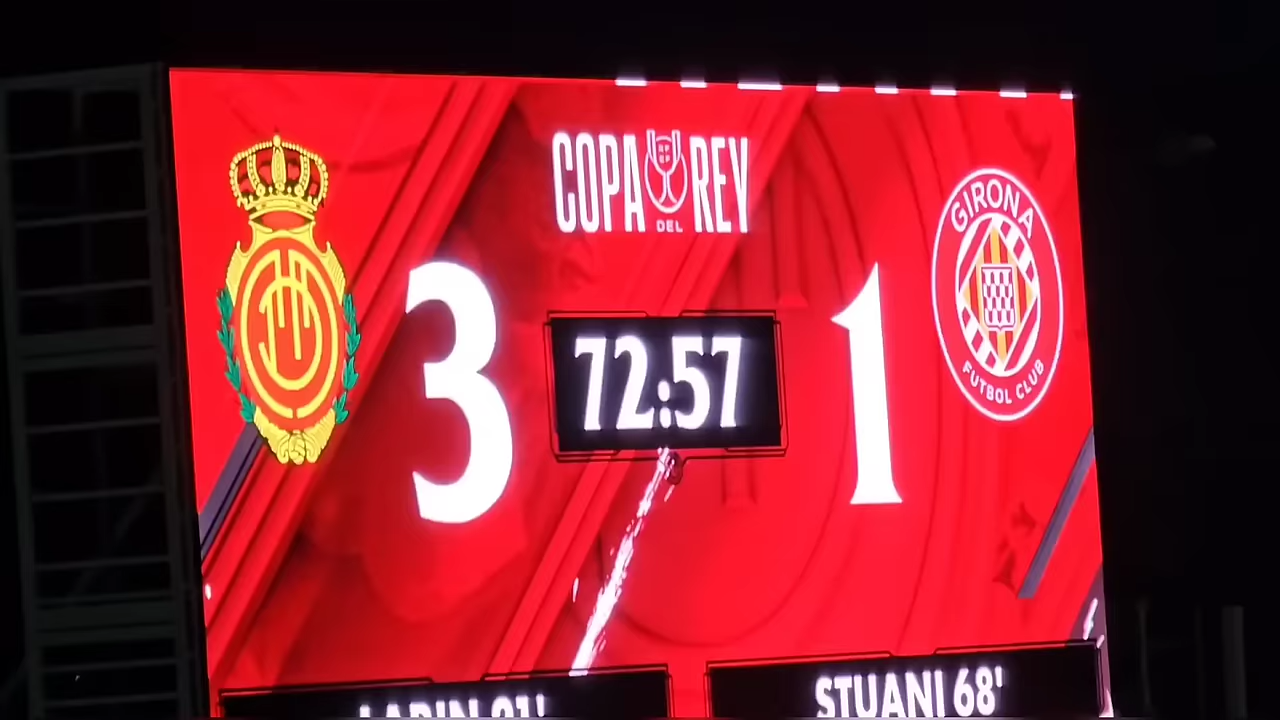 COPA DEL REY
3
1
72:57
GIRONA
FUTBOL CLUB
STUANI 68'